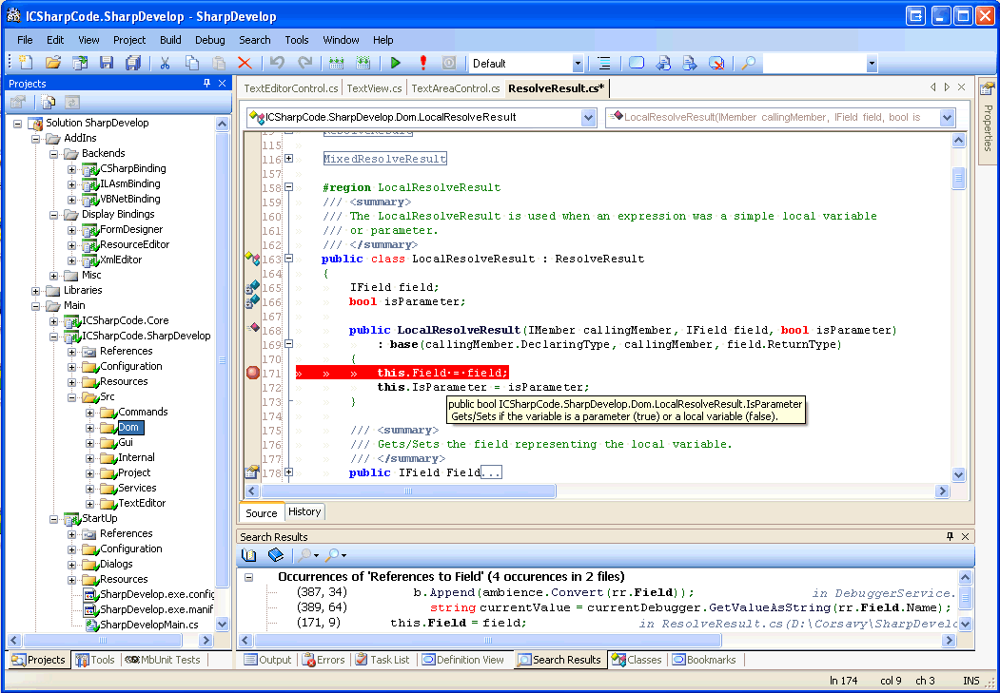 ICSharpCode.SharpDevelop - SharpDevelop
File Edit View Project Build Debug Search Tools Window Help
Default
Projects
Solution SharpDevelop
AddIns
Backends
CSharpBinding
ILAsmBinding
VBNetBinding
Display Bindings
FormDesigner
ResourceEditor
XmlEditor
Misc
Libraries
Main
ICSharpCode.Core
ICSharpCode.SharpDevelop
References
Configuration
Resources
Src
Commands
Dom
Gui
Internal
Project
Services
TextEditor
StartUp
References
Configuration
Dialogs
Resources
SharpDevelop.exe.config
SharpDevelop.exe.manif
SharpDevelopMain.cs
Projects Tools MbUnit Tests
TextEditorControl.cs TextView.cs TextAreaControl.cs ResolveResult.cs*
ICSharpCode.SharpDevelop.Dom.LocalResolveResult LocalResolveResult(IMember callingMember, IField field, bool is
ResolveResult
115
116 MixedResolveResult
157
158 #region LocalResolveResult
159 /// <summary>
160 /// The LocalResolveResult is used when an expression was a simple local variable
161 /// or parameter.
162 /// </summary>
163 public class LocalResolveResult : ResolveResult
164 {
165 IField field;
166 bool isParameter;
167
168 public LocalResolveResult(IMember callingMember, IField field, bool isParameter)
169 : base(callingMember.DeclaringType, callingMember, field.ReturnType)
170 {
171 » » » this.Field·=·field;
172 this.IsParameter = isParameter;
173 }
public bool ICSharpCode.SharpDevelop.Dom.LocalResolveResult.IsParameter
Gets/Sets if the variable is a parameter (true) or a local variable (false).
174
175 /// <summary>
176 /// Gets/Sets the field representing the local variable.
177 /// </summary>
178 public IField Field...
Source History
Search Results
Occurrences of 'References to Field' (4 occurences in 2 files)
(387, 34) b.Append(ambience.Convert(rr.Field)); in DebuggerService.
(389, 64) string currentValue = currentDebugger.GetValueAsString(rr.Field.Name);
(171, 9) this.Field = field; in ResolveResult.cs(D:\Corsavy\SharpDevelo
Output Errors Task List Definition View Search Results Classes Bookmarks
Properties
ln 174 col 9 ch 3 INS